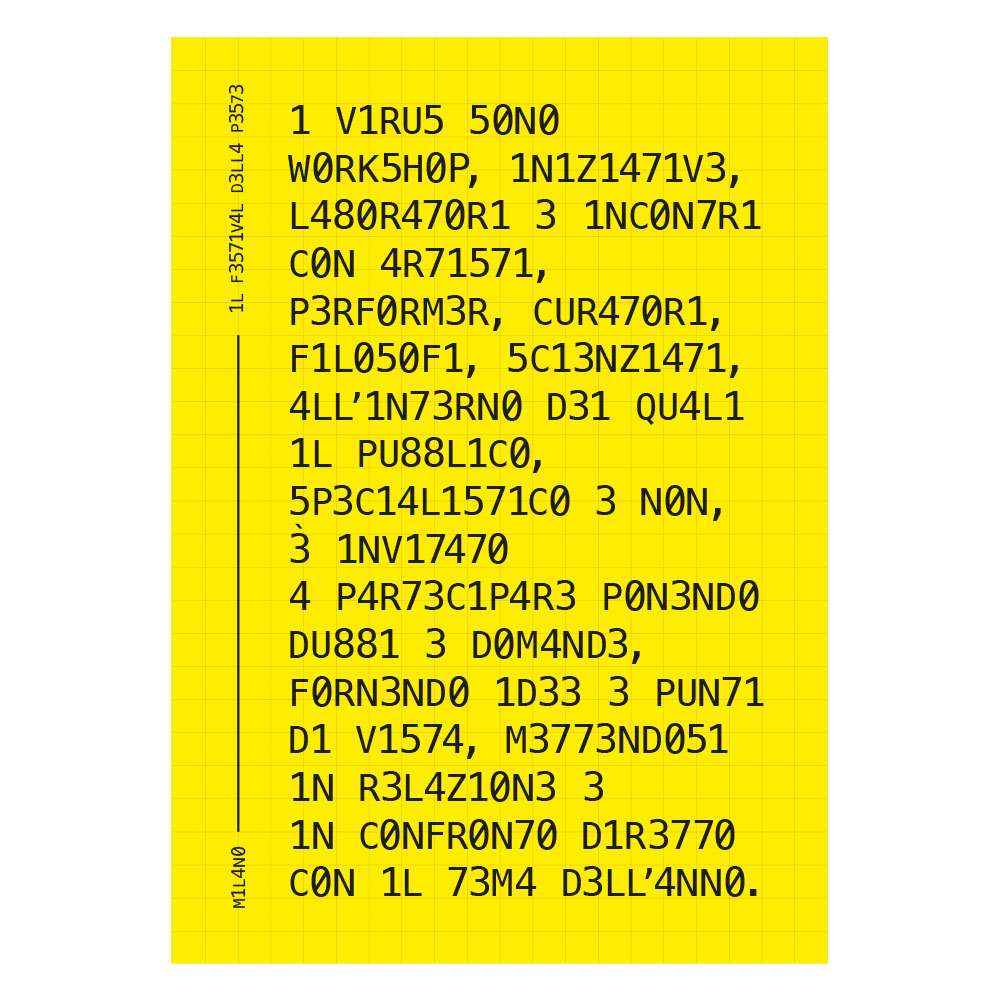 1L F3571V4L D3LL4 P3573
M1L4N0
1 V1RU5 50N0
W0RK5H0P, 1N1Z1471V3,
L480R470R1 3 1NC0N7R1
C0N 4R71571,
P3RF0RM3R, CUR470R1,
F1L050F1, 5C13NZ1471,
4LL’1N73RN0 D31 QU4L1
1L PU88L1C0,
5P3C14L1571C0 3 N0N,
3̀ 1NV17470
4 P4R73C1P4R3 P0N3ND0
DU881 3 D0M4ND3,
F0RN3ND0 1D33 3 PUN71
D1 V1574, M3773ND051
1N R3L4Z10N3 3
1N C0NFR0N70 D1R3770
C0N 1L 73M4 D3LL’4NN0.